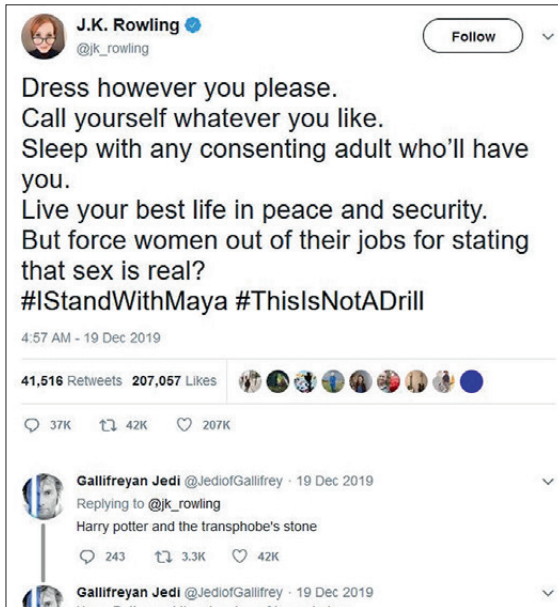 J.K. Rowling
@jk_rowling
Follow
Dress however you please.
Call yourself whatever you like.
Sleep with any consenting adult who'll have
you.
Live your best life in peace and security.
But force women out of their jobs for stating
that sex is real?
#IStandWithMaya #ThisIsNotADrill
4:57 AM - 19 Dec 2019
41,516 Retweets 207,057 Likes
37K 42K 207K
Gallifreyan Jedi @JediofGallifrey · 19 Dec 2019
Replying to @jk_rowling
Harry potter and the transphobe's stone
243 3.3K 42K
Gallifreyan Jedi @JediofGallifrey · 19 Dec 2019